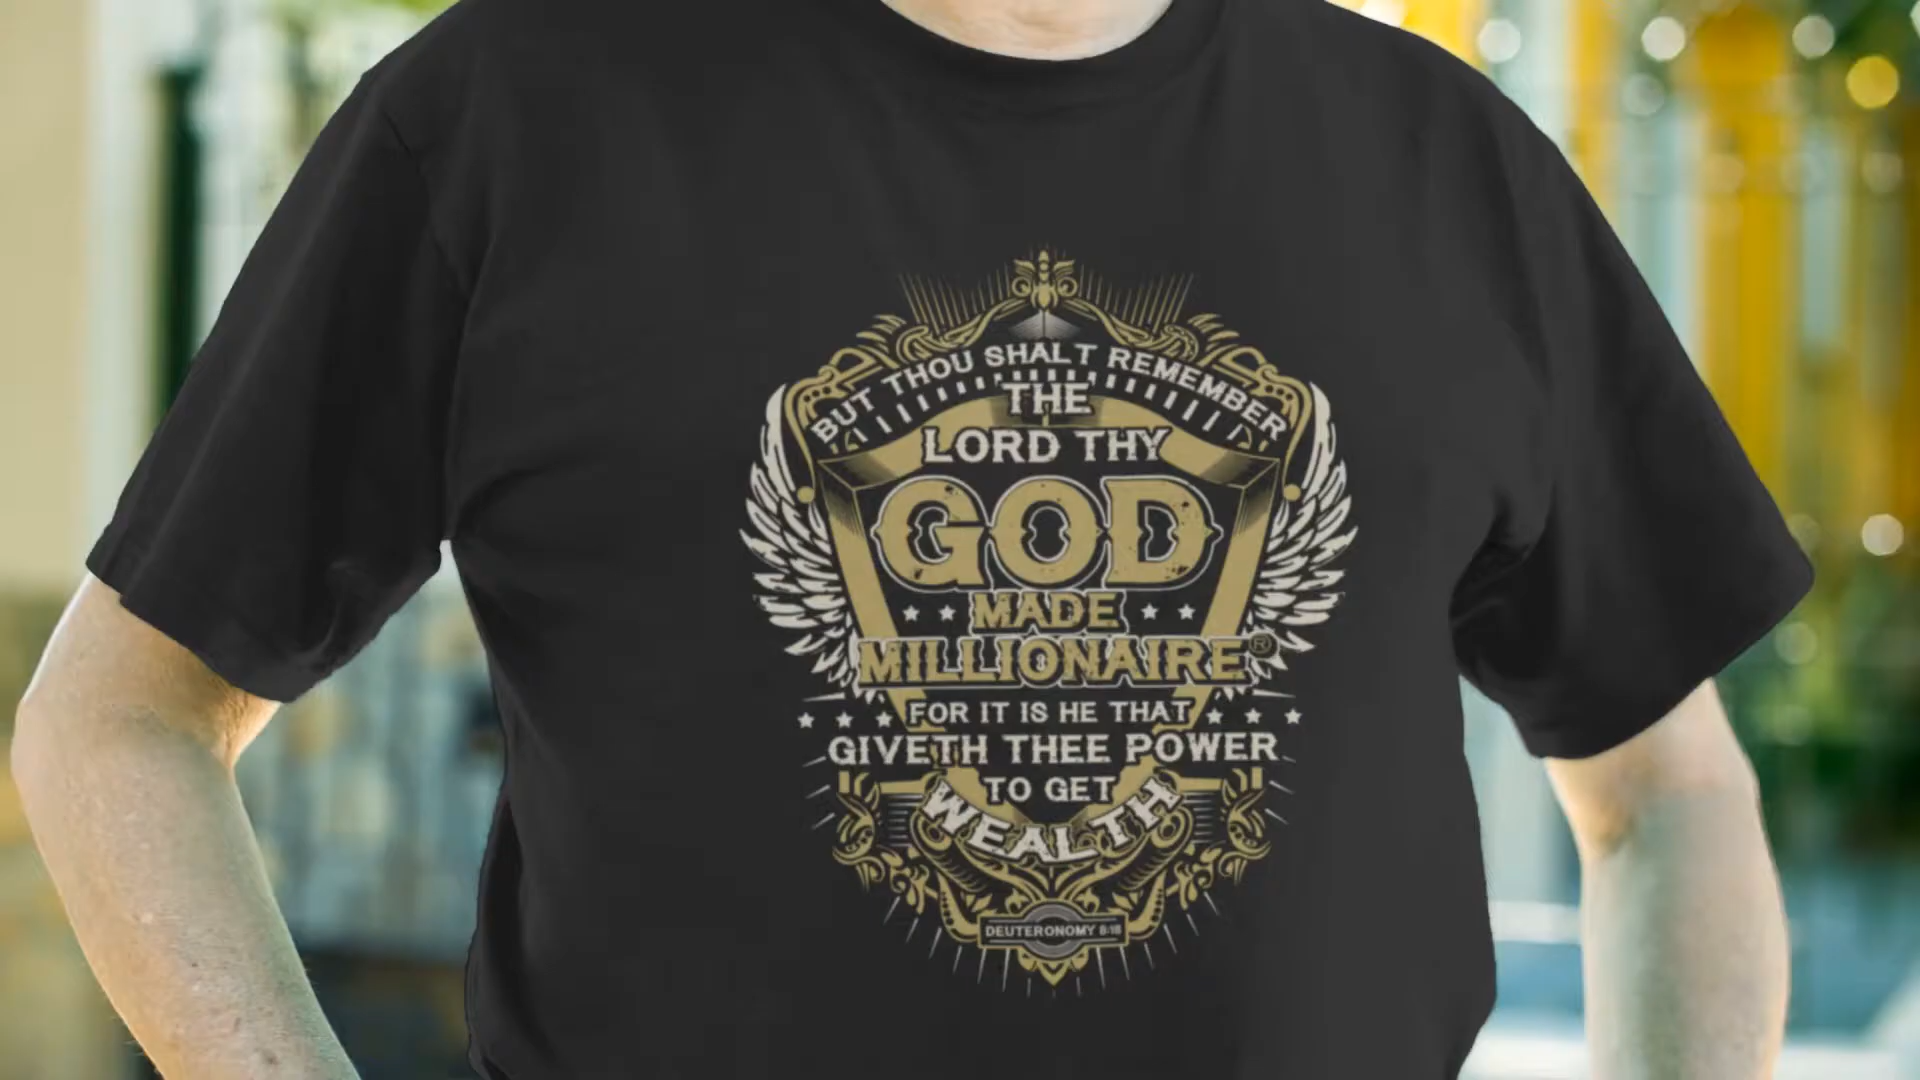 BUT THOU SHALT REMEMBER
THE
LORD THY
GOD
MADE
MILLIONAIRE®
FOR IT IS HE THAT
GIVETH THEE POWER
TO GET
WEALTH
DEUTERONOMY 8:18